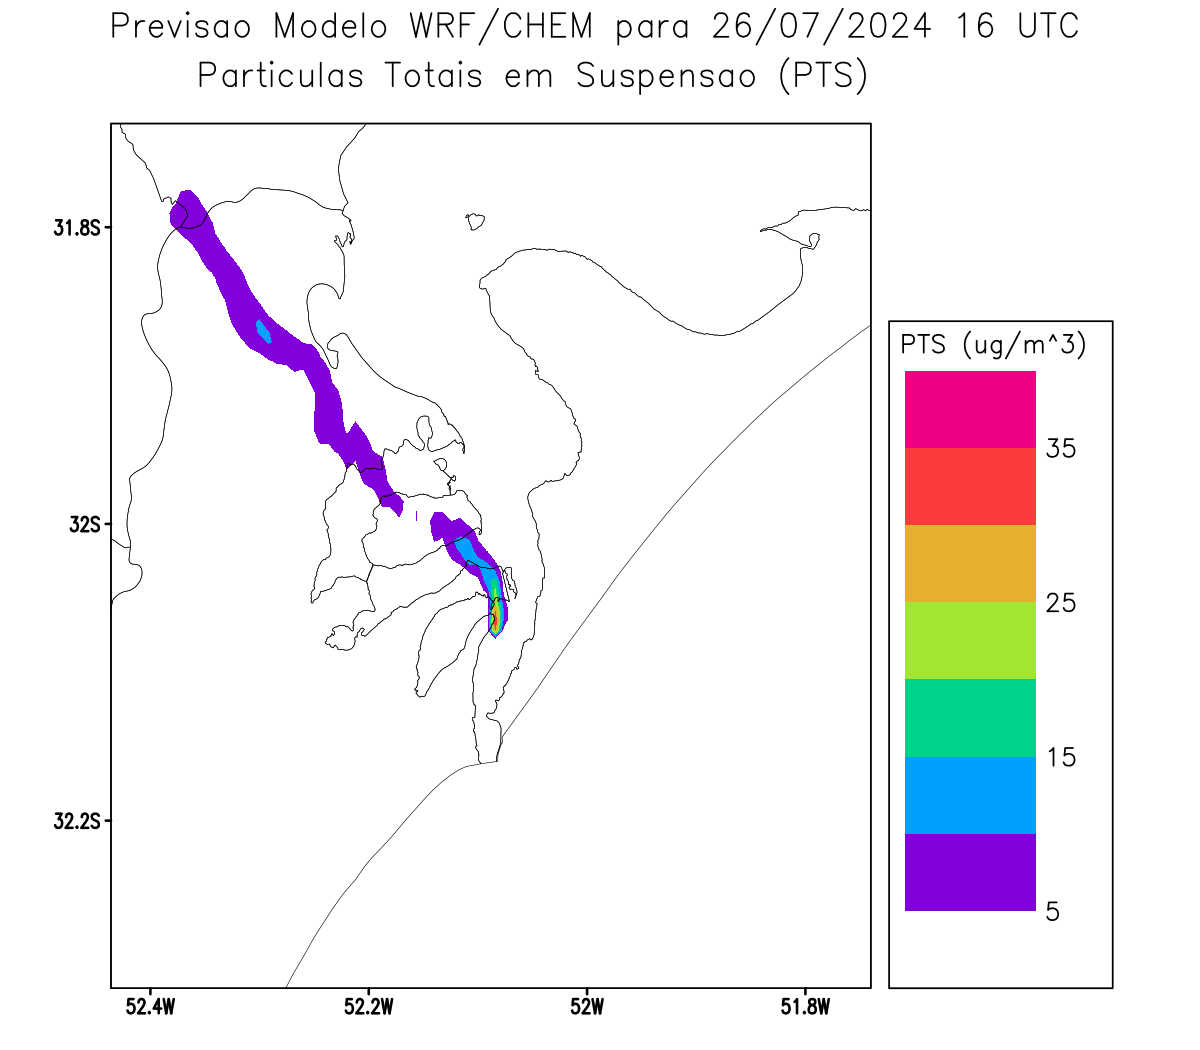 Previsao Modelo WRF/CHEM para 26/07/2024 16 UTC
Particulas Totais em Suspensao (PTS)
31.8S
32S
32.2S
52.4W
52.2W
52W
51.8W
PTS (ug/m^3)
35
25
15
5